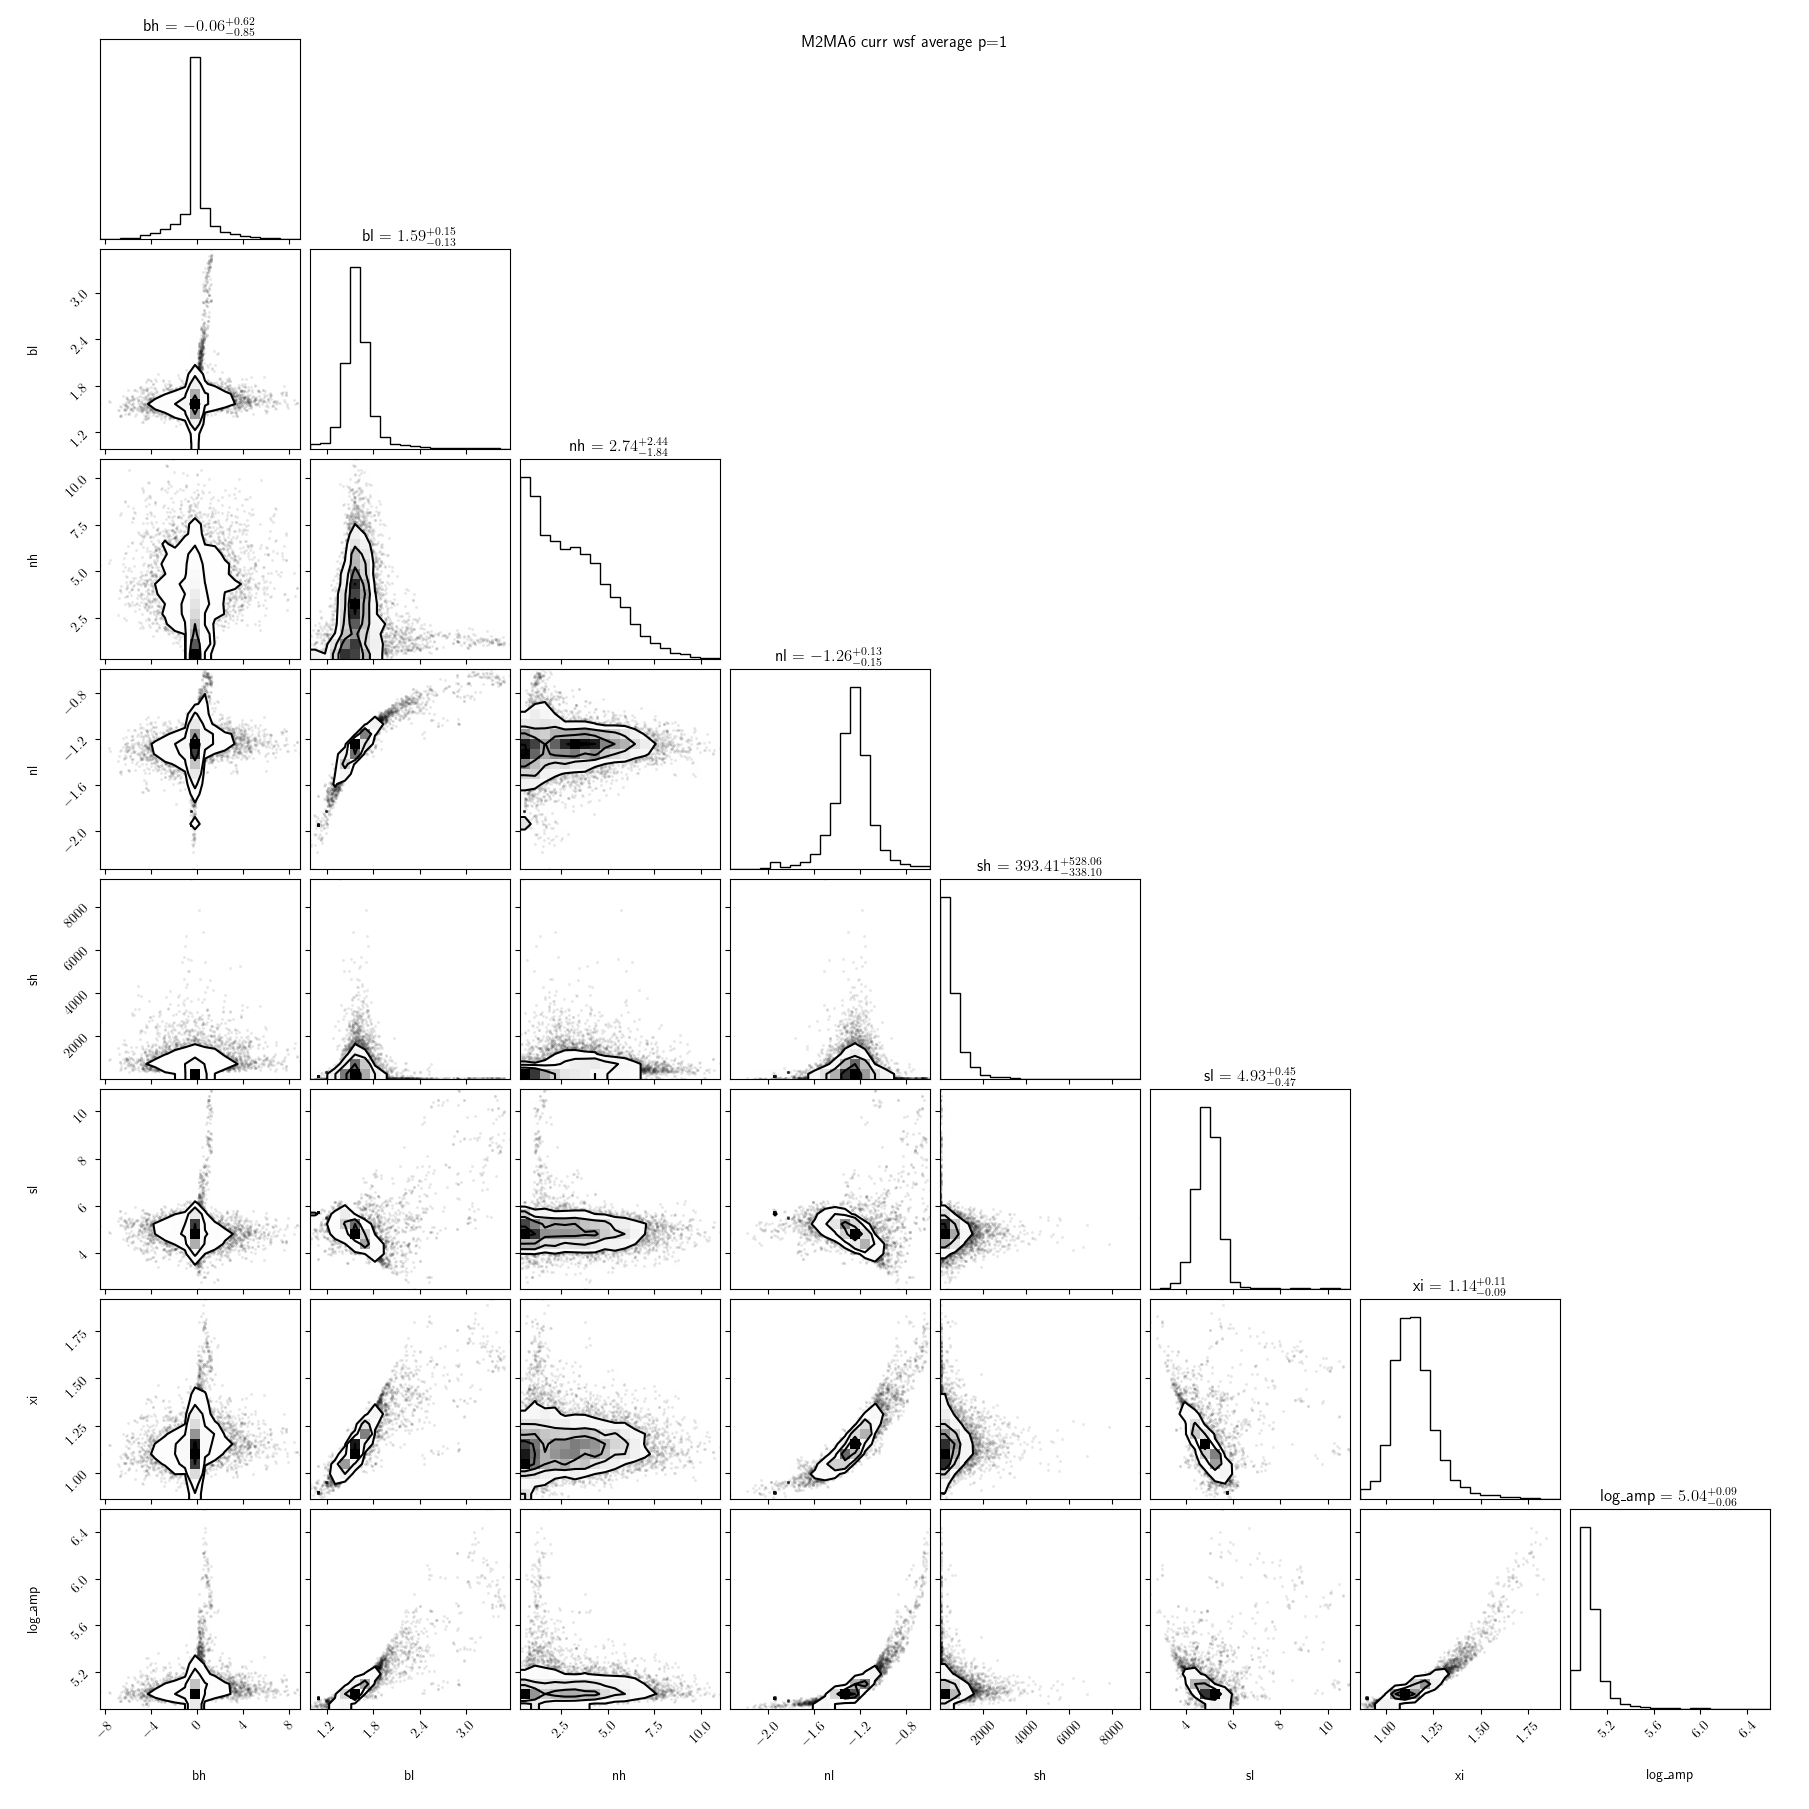 M2MA6 curr wsf average p=1
bh = −0.06+0.62−0.85
bl = 1.59+0.15−0.13
nh = 2.74+2.44−1.84
nl = −1.26+0.13−0.15
sh = 393.41+528.06−338.10
sl = 4.93+0.45−0.47
xi = 1.14+0.11−0.09
log_amp = 5.04+0.09−0.06
bl
3.0
2.4
1.8
1.2
nh
10.0
7.5
5.0
2.5
nl
−0.8
−1.2
−1.6
−2.0
sh
8000
6000
4000
2000
sl
10
8
6
4
xi
1.75
1.50
1.25
1.00
log_amp
6.4
6.0
5.6
5.2
−8 −4 0 4 8
1.2 1.8 2.4 3.0
2.5 5.0 7.5 10.0
−2.0 −1.6 −1.2 −0.8
2000 4000 6000 8000
4 6 8 10
1.00 1.25 1.50 1.75
5.2 5.6 6.0 6.4
bh bl nh nl sh sl xi log_amp